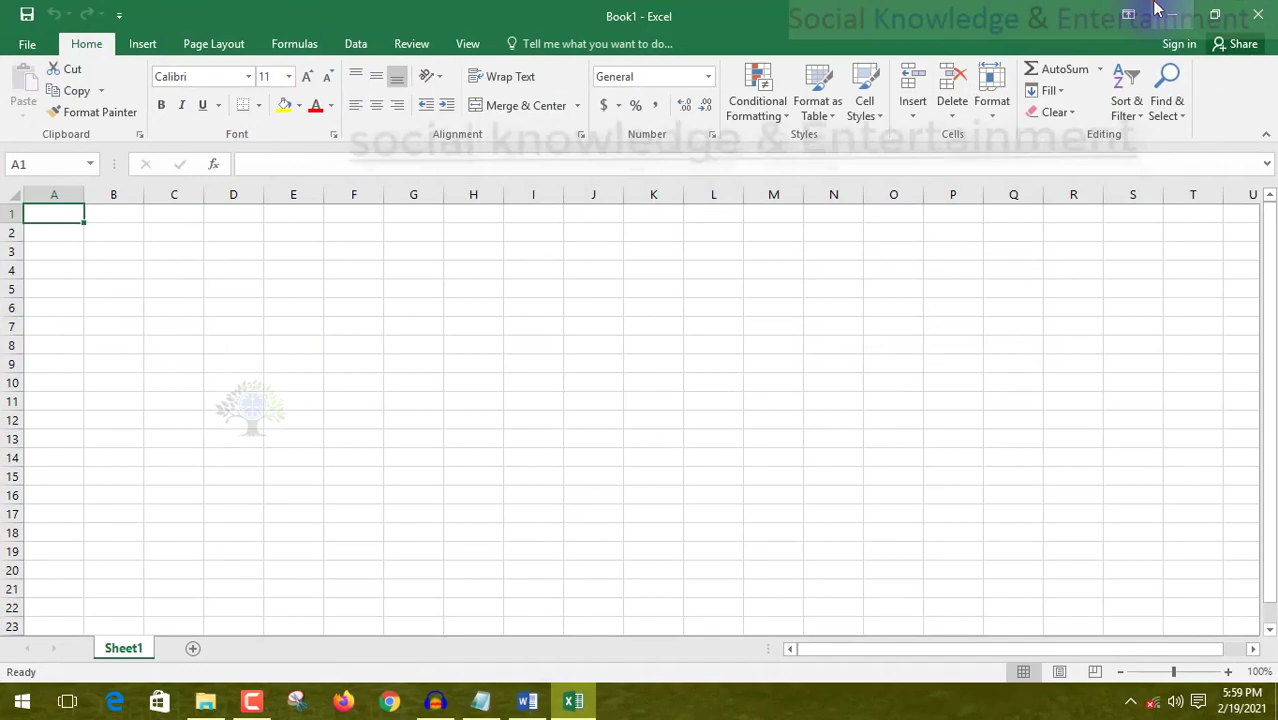 Book1 - Excel
Social Knowledge & Entertainment
File Home Insert Page Layout Formulas Data Review View Tell me what you want to do... Sign in Share
Paste Cut Copy Format Painter
Calibri 11
B I U
Wrap Text
Merge & Center
General
$ % ,
Conditional Formatting
Format as Table
Cell Styles
Insert
Delete
Format
AutoSum
Fill
Clear
Sort & Filter
Find & Select
Clipboard Font Alignment Number Styles Cells Editing
social knowledge & Entertainment
A1 fx
A B C D E F G H I J K L M N O P Q R S T U
1
2
3
4
5
6
7
8
9
10
11
12
13
14
15
16
17
18
19
20
21
22
23
Sheet1
Ready 100%
5:59 PM
2/19/2021